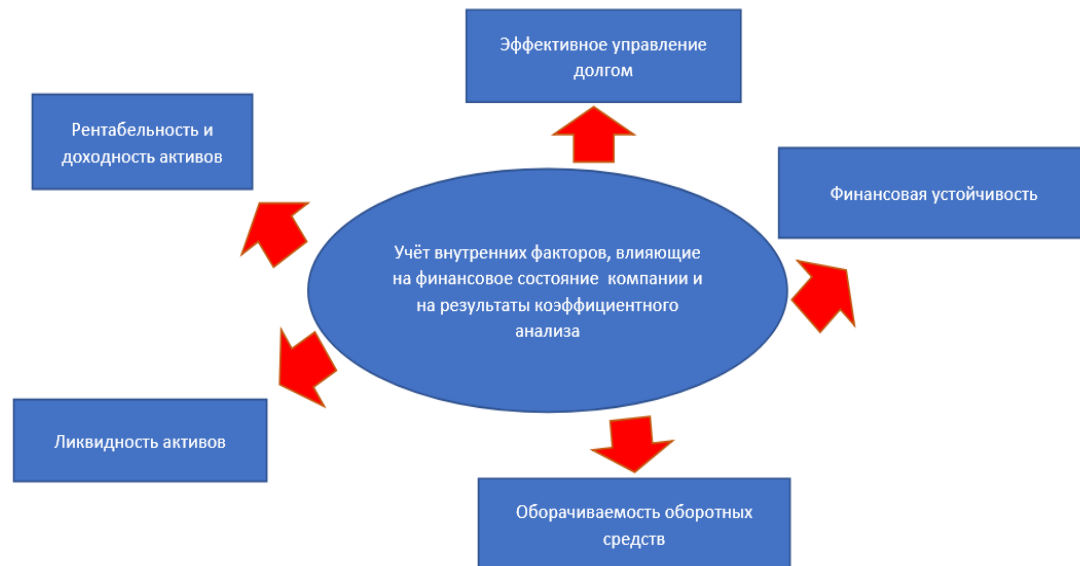 Эффективное управление
долгом
Рентабельность и
доходность активов
Финансовая устойчивость
Учёт внутренних факторов, влияющие
на финансовое состояние компании и
на результаты коэффициентного
анализа
Ликвидность активов
Оборачиваемость оборотных
средств